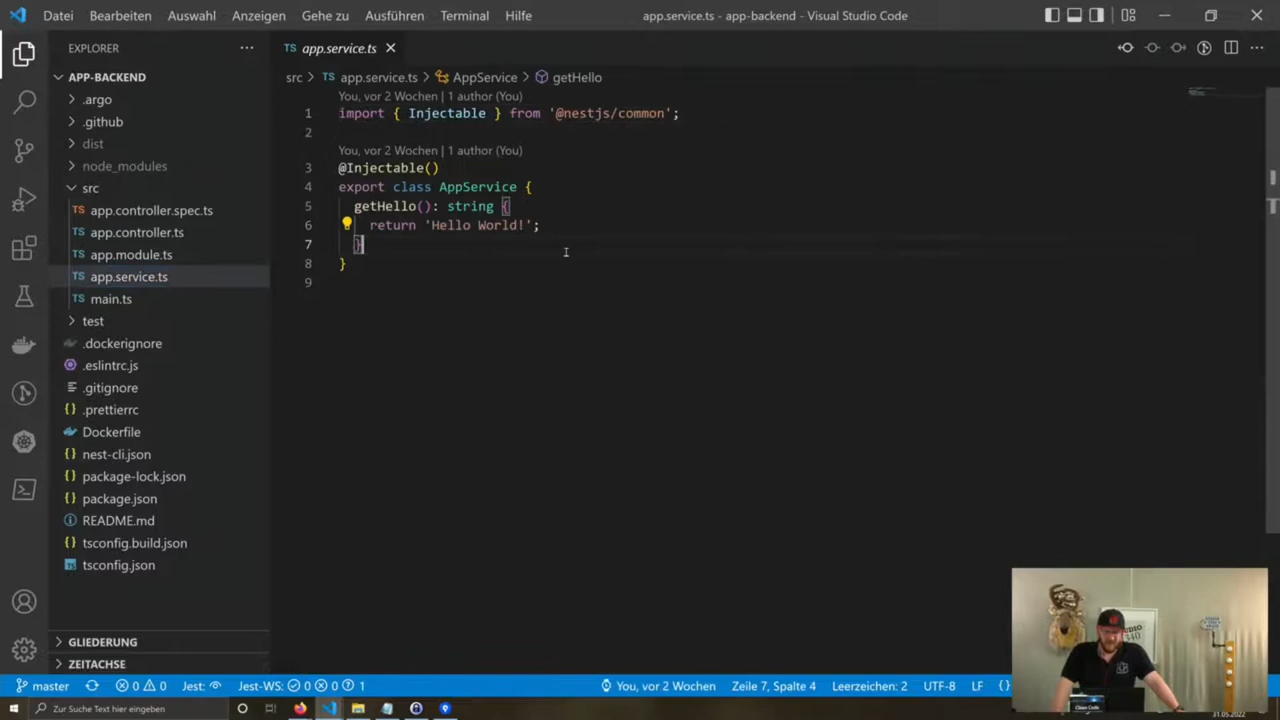 Datei Bearbeiten Auswahl Anzeigen Gehe zu Ausführen Terminal Hilfe app.service.ts - app-backend - Visual Studio Code
EXPLORER
APP-BACKEND
.argo
.github
dist
node_modules
src
TS app.controller.spec.ts
TS app.controller.ts
TS app.module.ts
TS app.service.ts
TS main.ts
test
.dockerignore
.eslintrc.js
.gitignore
{} .prettierrc
Dockerfile
{} nest-cli.json
{} package-lock.json
{} package.json
README.md
{} tsconfig.build.json
TS tsconfig.json
GLIEDERUNG
ZEITACHSE
TS app.service.ts
src > TS app.service.ts > AppService > getHello
You, vor 2 Wochen | 1 author (You)
1 import { Injectable } from '@nestjs/common';
2
You, vor 2 Wochen | 1 author (You)
3 @Injectable()
4 export class AppService {
5 getHello(): string {
6 return 'Hello World!';
7 }
8 }
9
STUDIO
Clean Code
master Jest: Jest-WS: 0 0 1 You, vor 2 Wochen Zeile 7, Spalte 4 Leerzeichen: 2 UTF-8 LF {}
0 0
Zur Suche Text hier eingeben
31.05.2022